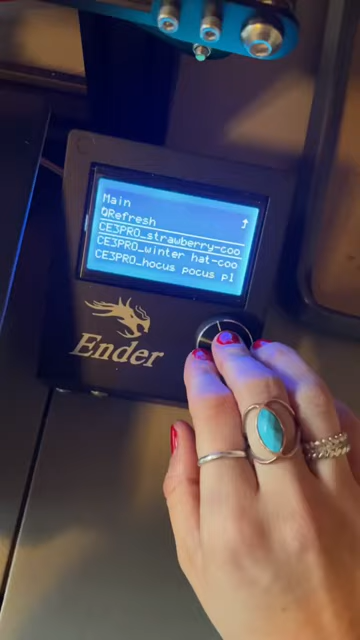 Main
Refresh
CE3PRO_strawberry-coo
CE3PRO_winter hat-coo
CE3PRO_hocus pocus pl
Ender